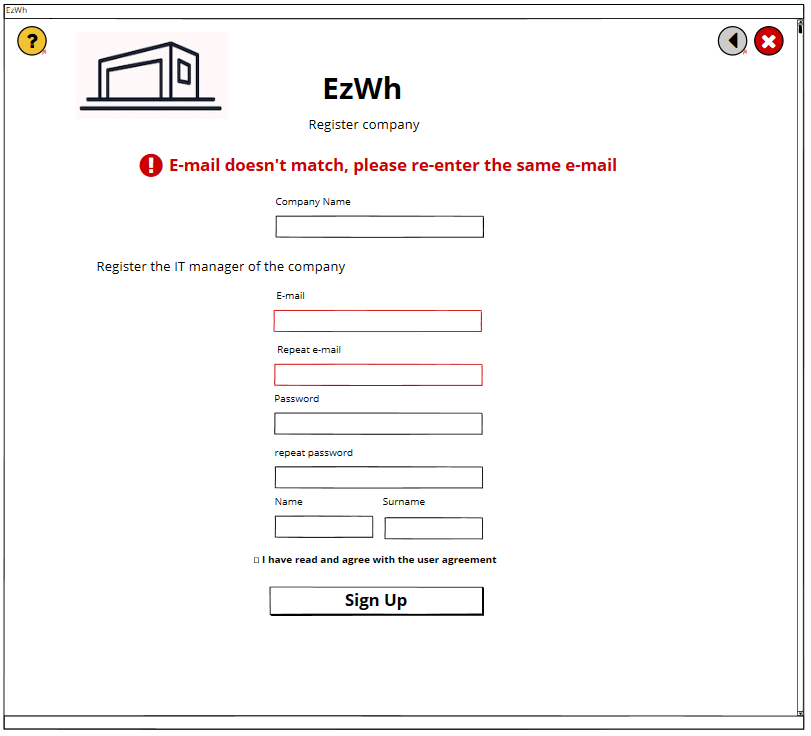 EzWh
?
EzWh
Register company
! E-mail doesn't match, please re-enter the same e-mail
Company Name
Register the IT manager of the company
E-mail
Repeat e-mail
Password
repeat password
Name Surname
I have read and agree with the user agreement
Sign Up